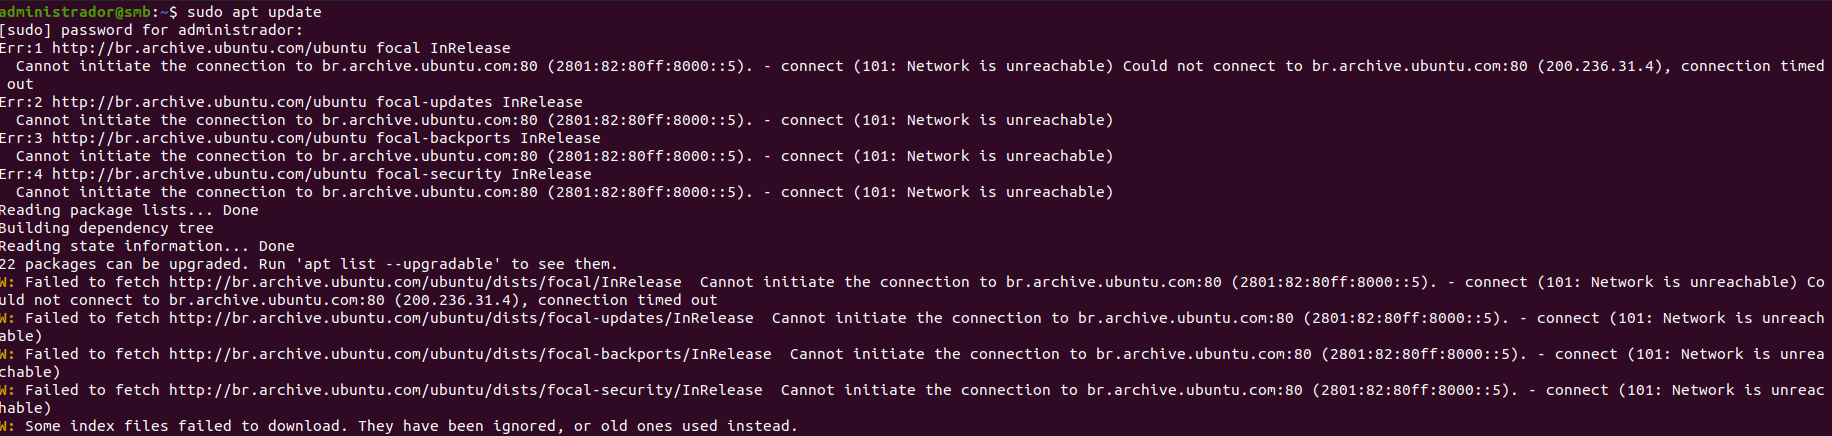 administrador@smb:~$ sudo apt update
[sudo] password for administrador:
Err:1 http://br.archive.ubuntu.com/ubuntu focal InRelease
  Cannot initiate the connection to br.archive.ubuntu.com:80 (2801:82:80ff:8000::5). - connect (101: Network is unreachable) Could not connect to br.archive.ubuntu.com:80 (200.236.31.4), connection timed
 out
Err:2 http://br.archive.ubuntu.com/ubuntu focal-updates InRelease
  Cannot initiate the connection to br.archive.ubuntu.com:80 (2801:82:80ff:8000::5). - connect (101: Network is unreachable)
Err:3 http://br.archive.ubuntu.com/ubuntu focal-backports InRelease
  Cannot initiate the connection to br.archive.ubuntu.com:80 (2801:82:80ff:8000::5). - connect (101: Network is unreachable)
Err:4 http://br.archive.ubuntu.com/ubuntu focal-security InRelease
  Cannot initiate the connection to br.archive.ubuntu.com:80 (2801:82:80ff:8000::5). - connect (101: Network is unreachable)
Reading package lists... Done
Building dependency tree
Reading state information... Done
22 packages can be upgraded. Run 'apt list --upgradable' to see them.
W: Failed to fetch http://br.archive.ubuntu.com/ubuntu/dists/focal/InRelease  Cannot initiate the connection to br.archive.ubuntu.com:80 (2801:82:80ff:8000::5). - connect (101: Network is unreachable) Co
uld not connect to br.archive.ubuntu.com:80 (200.236.31.4), connection timed out
W: Failed to fetch http://br.archive.ubuntu.com/ubuntu/dists/focal-updates/InRelease  Cannot initiate the connection to br.archive.ubuntu.com:80 (2801:82:80ff:8000::5). - connect (101: Network is unreach
able)
W: Failed to fetch http://br.archive.ubuntu.com/ubuntu/dists/focal-backports/InRelease  Cannot initiate the connection to br.archive.ubuntu.com:80 (2801:82:80ff:8000::5). - connect (101: Network is unrea
chable)
W: Failed to fetch http://br.archive.ubuntu.com/ubuntu/dists/focal-security/InRelease  Cannot initiate the connection to br.archive.ubuntu.com:80 (2801:82:80ff:8000::5). - connect (101: Network is unreac
hable)
W: Some index files failed to download. They have been ignored, or old ones used instead.